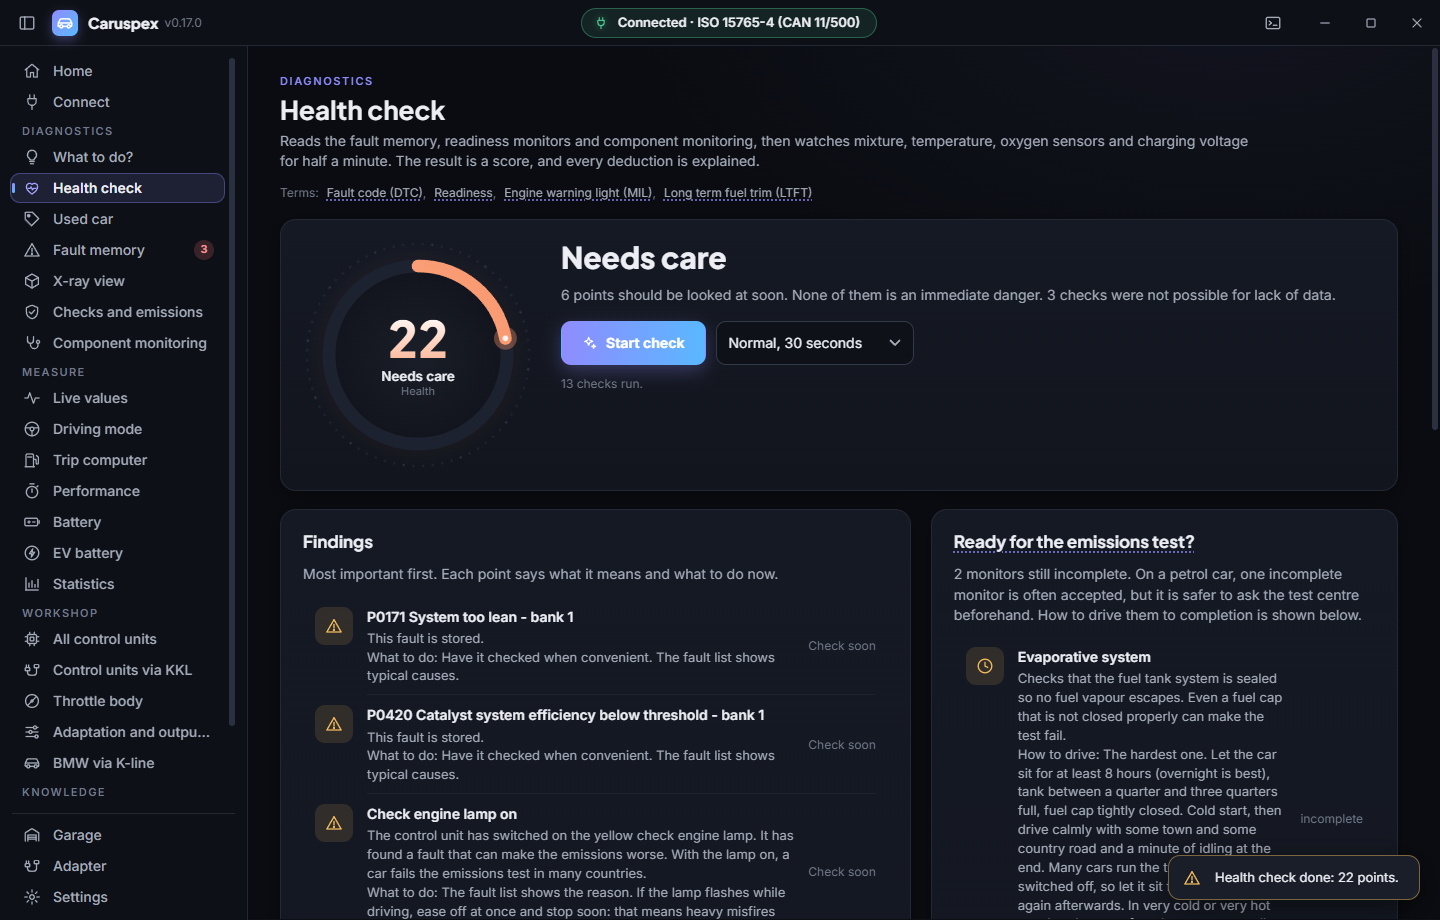 Caruspex v0.17.0
Connected · ISO 15765-4 (CAN 11/500)
Home
Connect
DIAGNOSTICS
What to do?
Health check
Used car
Fault memory 3
X-ray view
Checks and emissions
Component monitoring
MEASURE
Live values
Driving mode
Trip computer
Performance
Battery
EV battery
Statistics
WORKSHOP
All control units
Control units via KKL
Throttle body
Adaptation and outpu...
BMW via K-line
KNOWLEDGE
Garage
Adapter
Settings
DIAGNOSTICS
Health check
Reads the fault memory, readiness monitors and component monitoring, then watches mixture, temperature, oxygen sensors and charging voltage
for half a minute. The result is a score, and every deduction is explained.
Terms: Fault code (DTC), Readiness, Engine warning light (MIL), Long term fuel trim (LTFT)
22
Needs care
Health
Needs care
6 points should be looked at soon. None of them is an immediate danger. 3 checks were not possible for lack of data.
Start check
Normal, 30 seconds
13 checks run.
Findings
Most important first. Each point says what it means and what to do now.
P0171 System too lean - bank 1
This fault is stored.
What to do: Have it checked when convenient. The fault list shows
typical causes.
Check soon
P0420 Catalyst system efficiency below threshold - bank 1
This fault is stored.
What to do: Have it checked when convenient. The fault list shows
typical causes.
Check soon
Check engine lamp on
The control unit has switched on the yellow check engine lamp. It has
found a fault that can make the emissions worse. With the lamp on, a
car fails the emissions test in many countries.
What to do: The fault list shows the reason. If the lamp flashes while
driving, ease off at once and stop soon: that means heavy misfires
Check soon
Ready for the emissions test?
2 monitors still incomplete. On a petrol car, one incomplete
monitor is often accepted, but it is safer to ask the test centre
beforehand. How to drive them to completion is shown below.
Evaporative system
Checks that the fuel tank system is sealed
so no fuel vapour escapes. Even a fuel cap
that is not closed properly can make the
test fail.
How to drive: The hardest one. Let the car
sit for at least 8 hours (overnight is best),
tank between a quarter and three quarters
full, fuel cap tightly closed. Cold start, then
drive calmly with some town and some
country road and a minute of idling at the
end. Many cars run the
switched off, so let it sit
again afterwards. In very cold or very hot
incomplete
Health check done: 22 points.